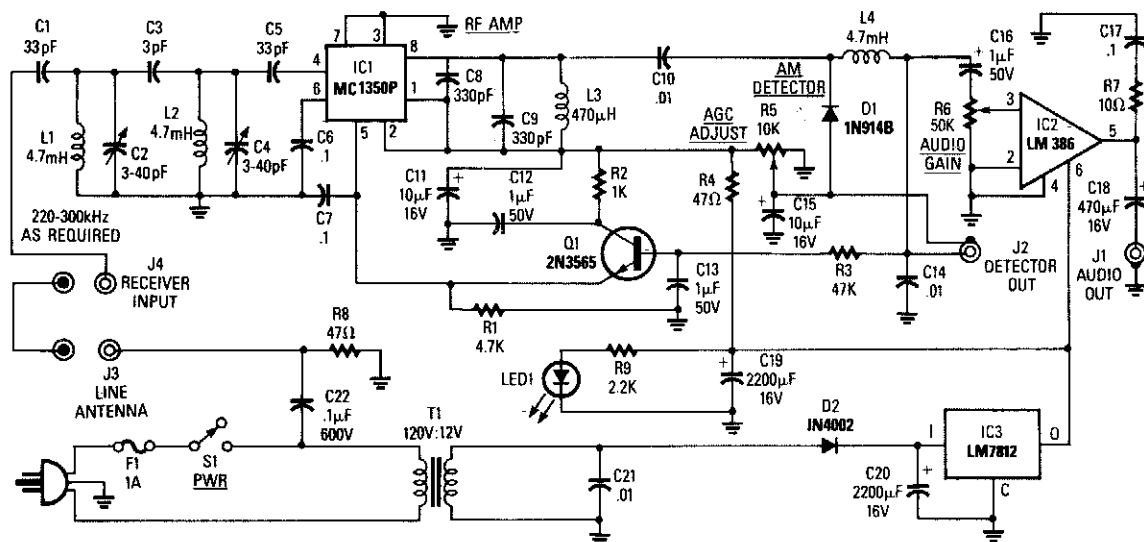 C1
33pF
C3
3pF
C5
33pF
7
3
RF AMP
4
8
IC1
MC1350P
6
1
5
2
C8
330pF
C9
330pF
L3
470µH
C10
.01
L4
4.7mH
C16
1µF
50V
C17
.1
R7
10Ω
L1
4.7mH
C2
3-40pF
L2
4.7mH
C4
3-40pF
C6
.1
C7
.1
AM
DETECTOR
D1
1N914B
AGC
ADJUST
R5
10K
R6
50K
AUDIO
GAIN
3
2
IC2
LM 386
5
6
4
220-300kHz
AS REQUIRED
C11
10µF
16V
+
C12
1µF
50V
R2
1K
R4
47Ω
+
C15
10µF
16V
C18
470µF
16V
+
J4
RECEIVER
INPUT
Q1
2N3565
C13
1µF
50V
R3
47K
C14
.01
J2
DETECTOR
OUT
J1
AUDIO
OUT
R1
4.7K
R8
47Ω
J3
LINE
ANTENNA
C22
.1µF
600V
LED1
R9
2.2K
+
C19
2200µF
16V
T1
120V:12V
F1
1A
S1
PWR
C21
.01
D2
IN4002
I
IC3
LM7812
O
C
+
C20
2200µF
16V